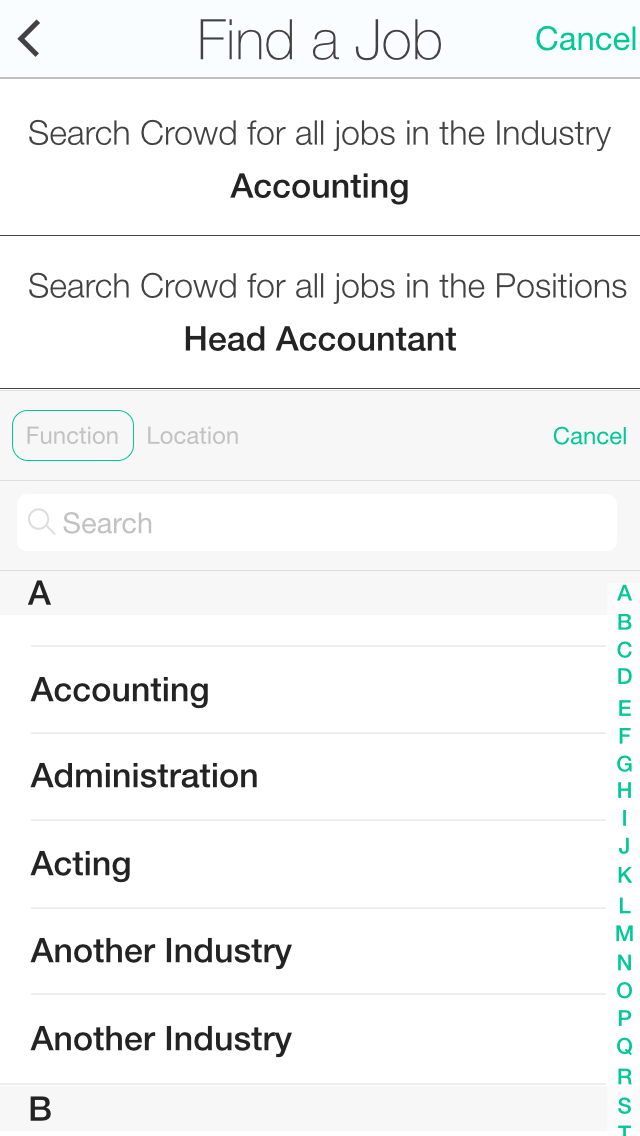 Find a Job Cancel
Search Crowd for all jobs in the Industry
Accounting
Search Crowd for all jobs in the Positions
Head Accountant
Function Location Cancel
Search
A
Accounting
Administration
Acting
Another Industry
Another Industry
B
A
B
C
D
E
F
G
H
I
J
K
L
M
N
O
P
Q
R
S
T